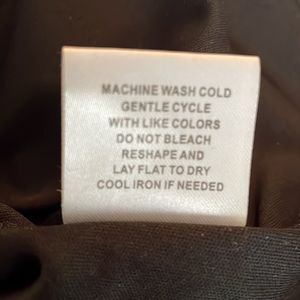 MACHINE WASH COLD
GENTLE CYCLE
WITH LIKE COLORS
DO NOT BLEACH
RESHAPE AND
LAY FLAT TO DRY
COOL IRON IF NEEDED